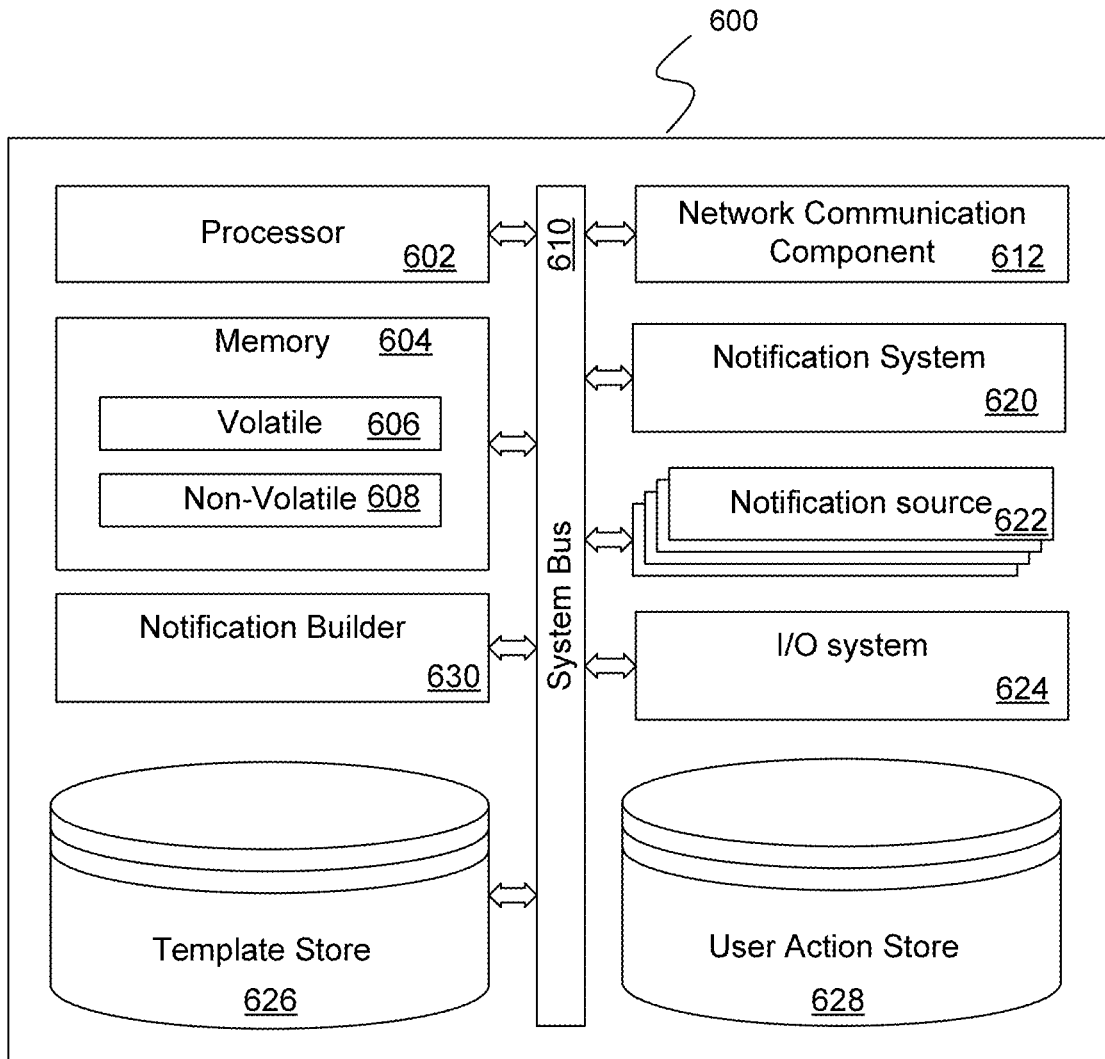 600
Processor
602
Memory 604
Volatile 606
Non-Volatile 608
Notification Builder
630
Template Store
626
System Bus 610
Network Communication
Component 612
Notification System
620
Notification source
622
I/O system
624
User Action Store
628